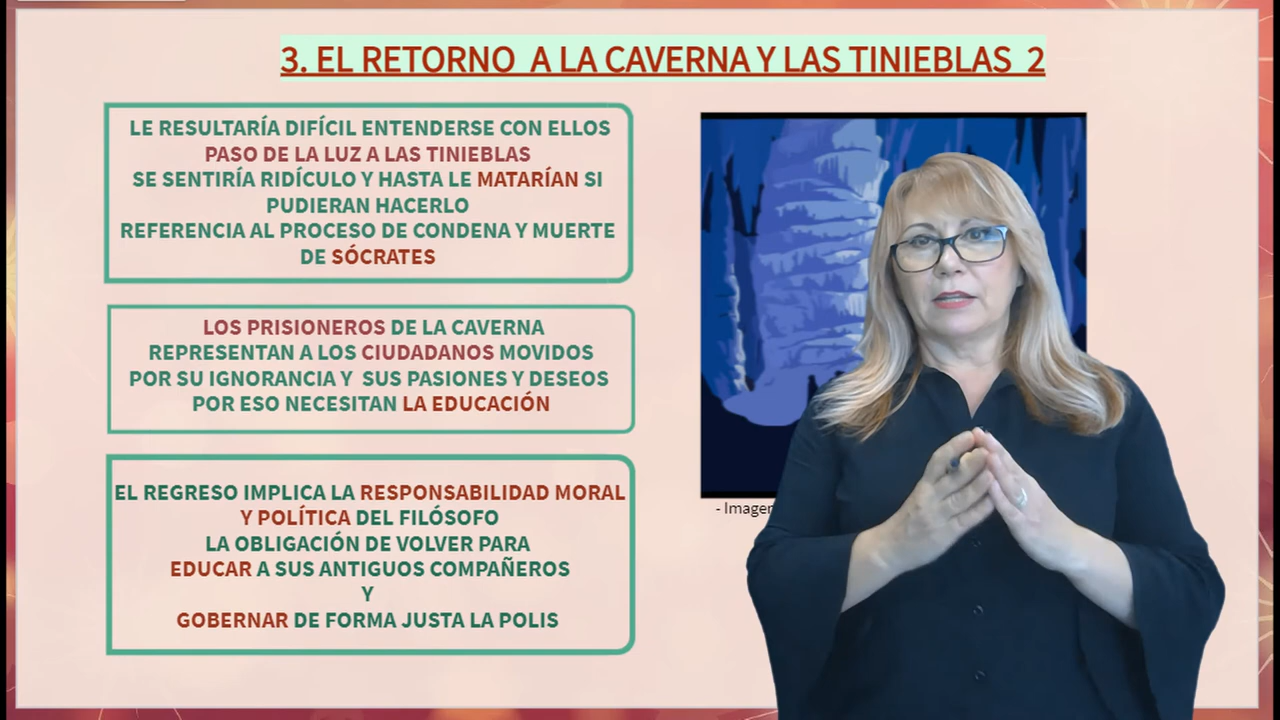 3. EL RETORNO A LA CAVERNA Y LAS TINIEBLAS 2
LE RESULTARÍA DIFÍCIL ENTENDERSE CON ELLOS
PASO DE LA LUZ A LAS TINIEBLAS
SE SENTIRÍA RIDÍCULO Y HASTA LE MATARÍAN SI
PUDIERAN HACERLO
REFERENCIA AL PROCESO DE CONDENA Y MUERTE
DE SÓCRATES
LOS PRISIONEROS DE LA CAVERNA
REPRESENTAN A LOS CIUDADANOS MOVIDOS
POR SU IGNORANCIA Y SUS PASIONES Y DESEOS
POR ESO NECESITAN LA EDUCACIÓN
EL REGRESO IMPLICA LA RESPONSABILIDAD MORAL
Y POLÍTICA DEL FILÓSOFO
LA OBLIGACIÓN DE VOLVER PARA
EDUCAR A SUS ANTIGUOS COMPAÑEROS
Y
GOBERNAR DE FORMA JUSTA LA POLIS
- Imagen